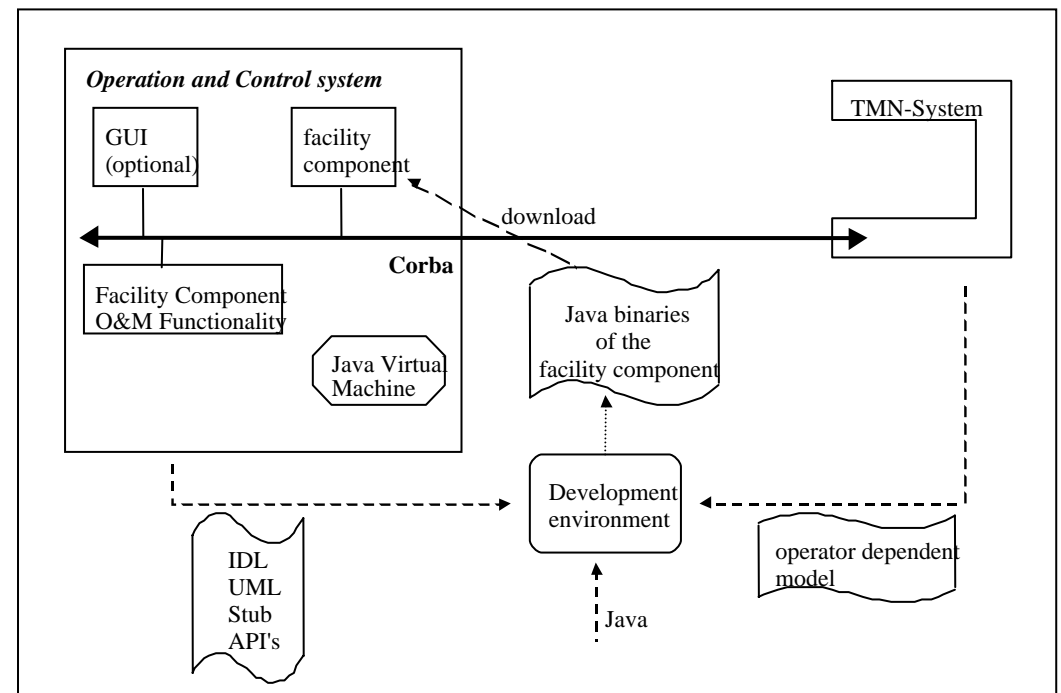 Operation and Control system
GUI
(optional)
facility
component
TMN-System
download
Corba
Facility Component
O&M Functionality
Java Virtual
Machine
Java binaries
of the
facility component
Development
environment
IDL
UML
Stub
API's
operator dependent
model
Java